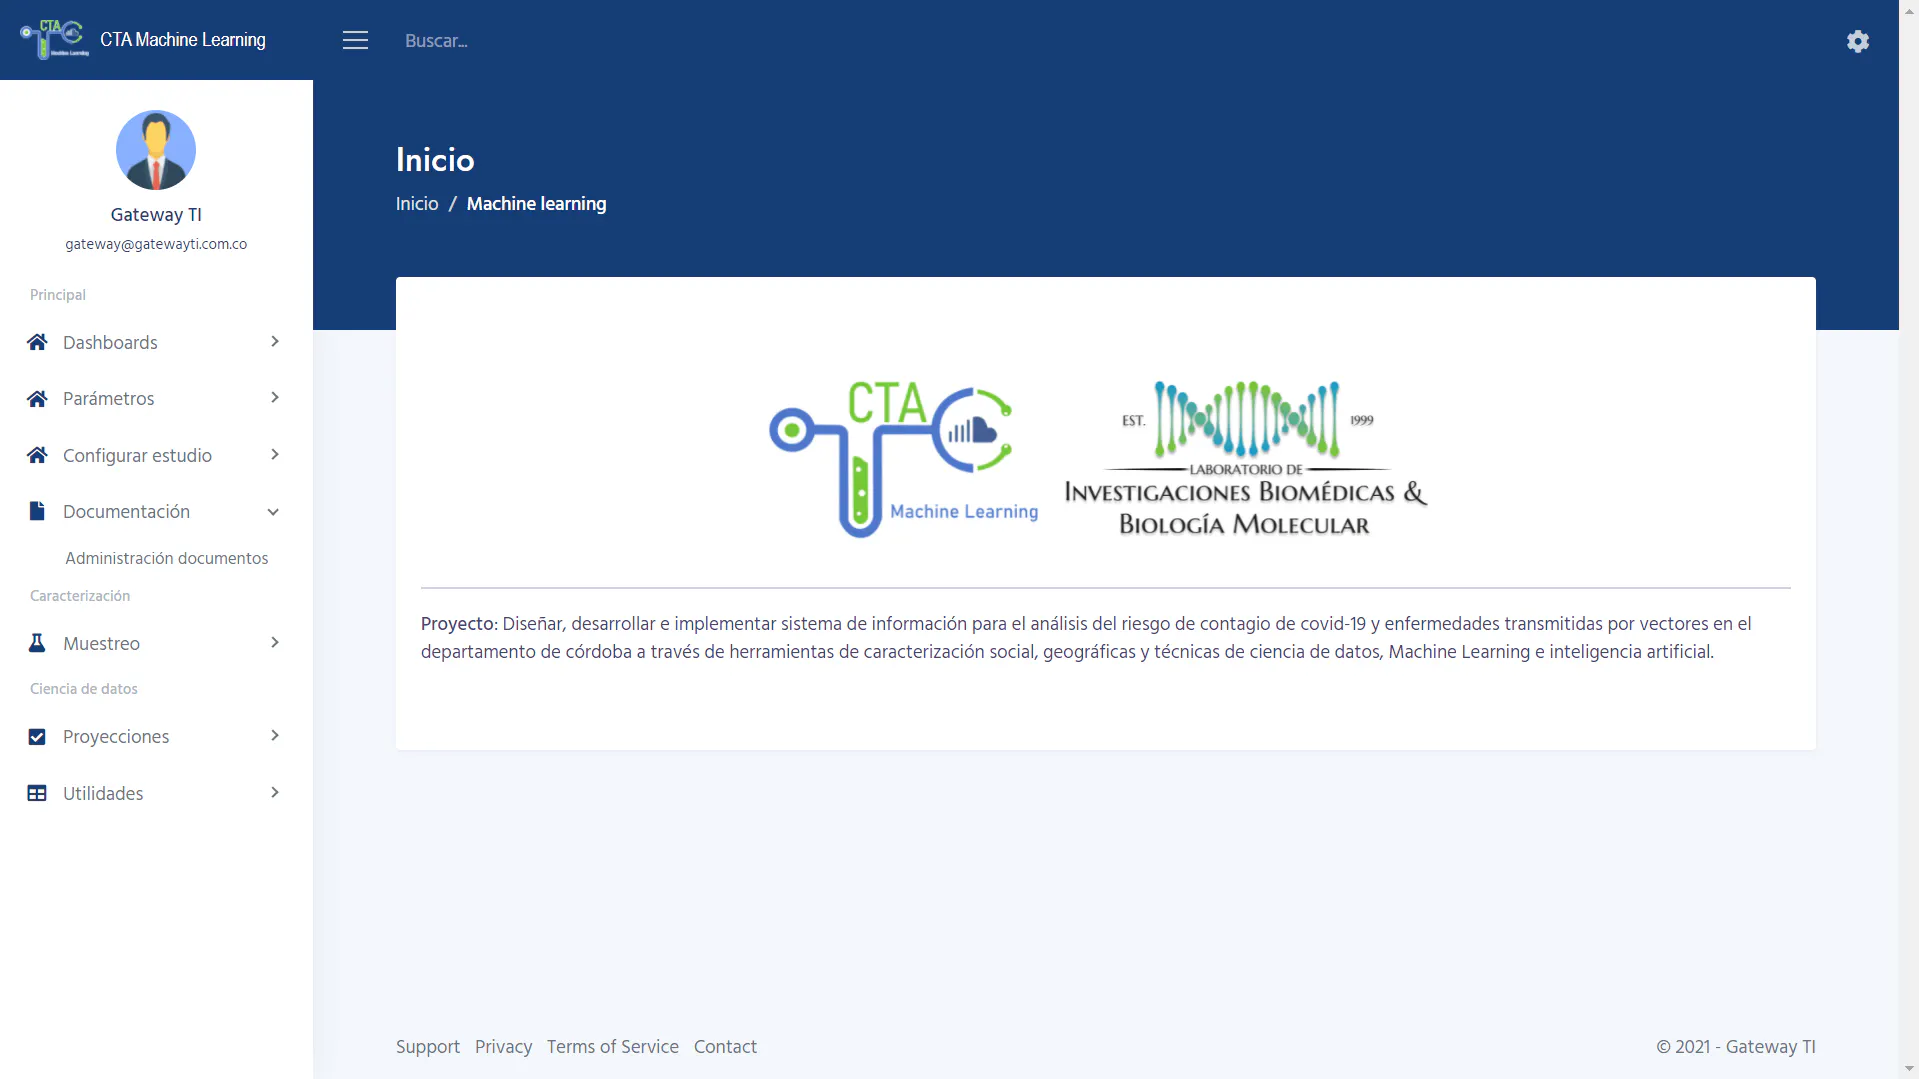 CTA
Machine Learning
CTA Machine Learning
Buscar...
Gateway TI
gateway@gatewayti.com.co
Principal
Dashboards
Parámetros
Configurar estudio
Documentación
Administración documentos
Caracterización
Muestreo
Ciencia de datos
Proyecciones
Utilidades
Inicio
Inicio / Machine learning
CTA
Machine Learning
EST. 1999
LABORATORIO DE
INVESTIGACIONES BIOMÉDICAS &
BIOLOGÍA MOLECULAR
Proyecto: Diseñar, desarrollar e implementar sistema de información para el análisis del riesgo de contagio de covid-19 y enfermedades transmitidas por vectores en el
departamento de córdoba a través de herramientas de caracterización social, geográficas y técnicas de ciencia de datos, Machine Learning e inteligencia artificial.
Support Privacy Terms of Service Contact
© 2021 - Gateway TI